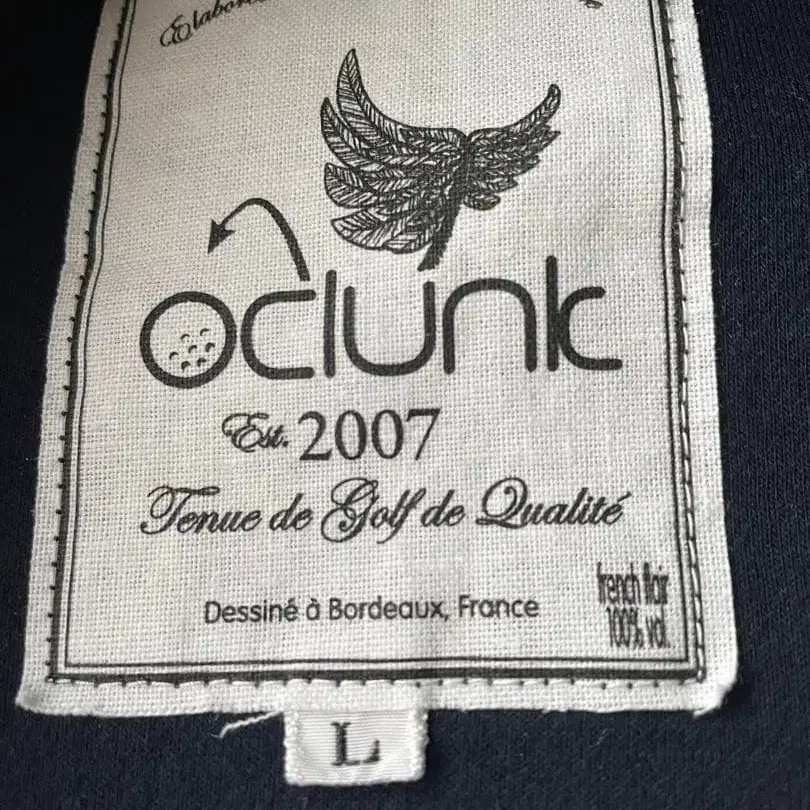 oclunk
Est. 2007
Tenue de Golf de Qualité
Dessiné à Bordeaux, France
french flair
100% vol.
L